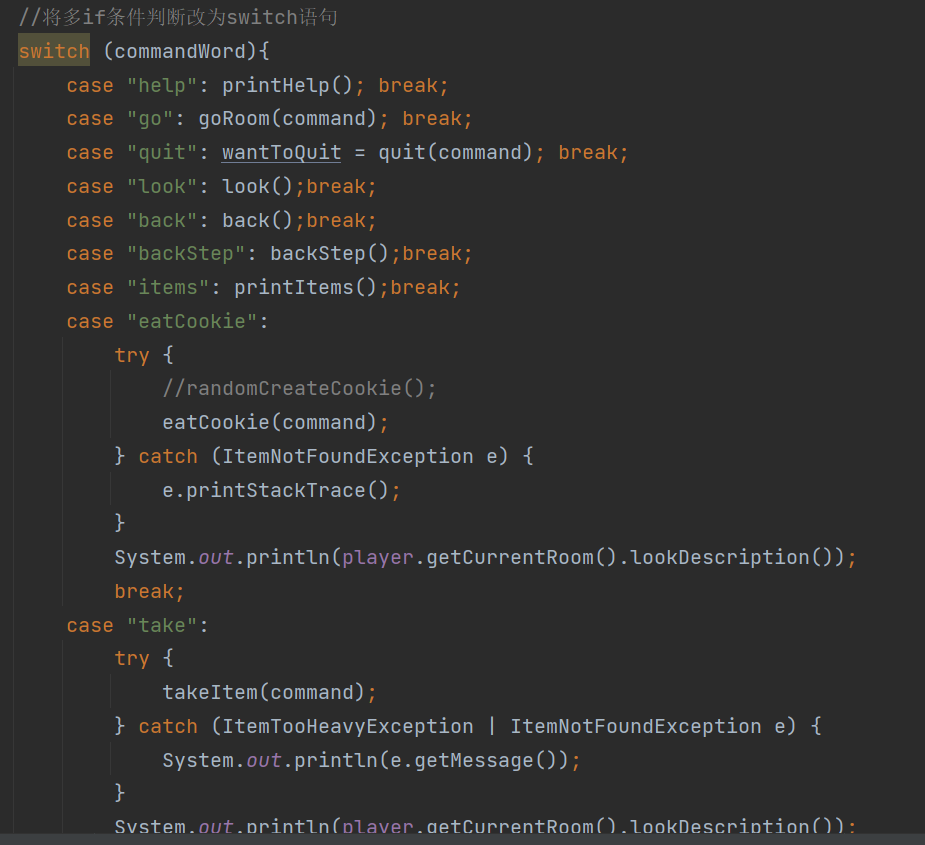 //将多if条件判断改为switch语句
switch (commandWord){
case "help": printHelp(); break;
case "go": goRoom(command); break;
case "quit": wantToQuit = quit(command); break;
case "look": look();break;
case "back": back();break;
case "backStep": backStep();break;
case "items": printItems();break;
case "eatCookie":
try {
//randomCreateCookie();
eatCookie(command);
} catch (ItemNotFoundException e) {
e.printStackTrace();
}
System.out.println(player.getCurrentRoom().lookDescription());
break;
case "take":
try {
takeItem(command);
} catch (ItemTooHeavyException | ItemNotFoundException e) {
System.out.println(e.getMessage());
}
System.out.println(player.getCurrentRoom().lookDescription());